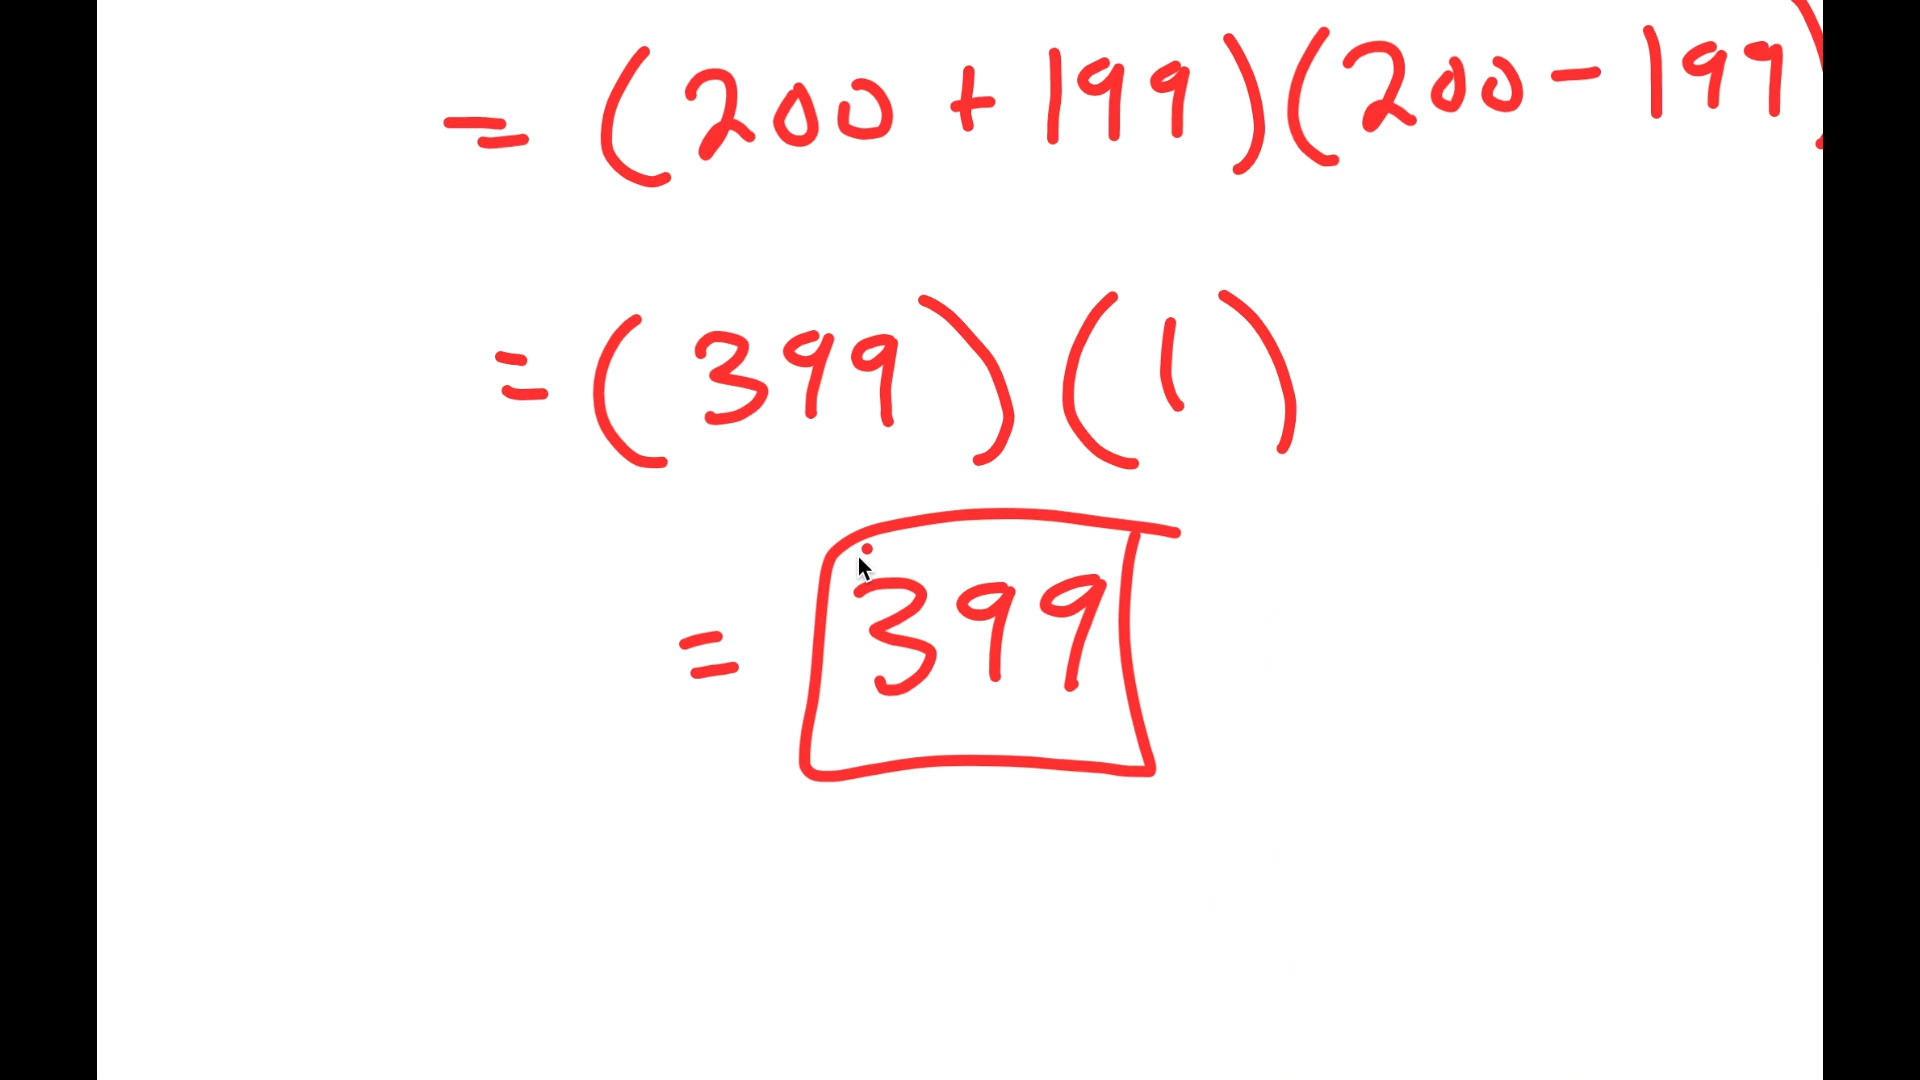 = (200 + 199)(200 - 199)
= (399)(1)
= 399